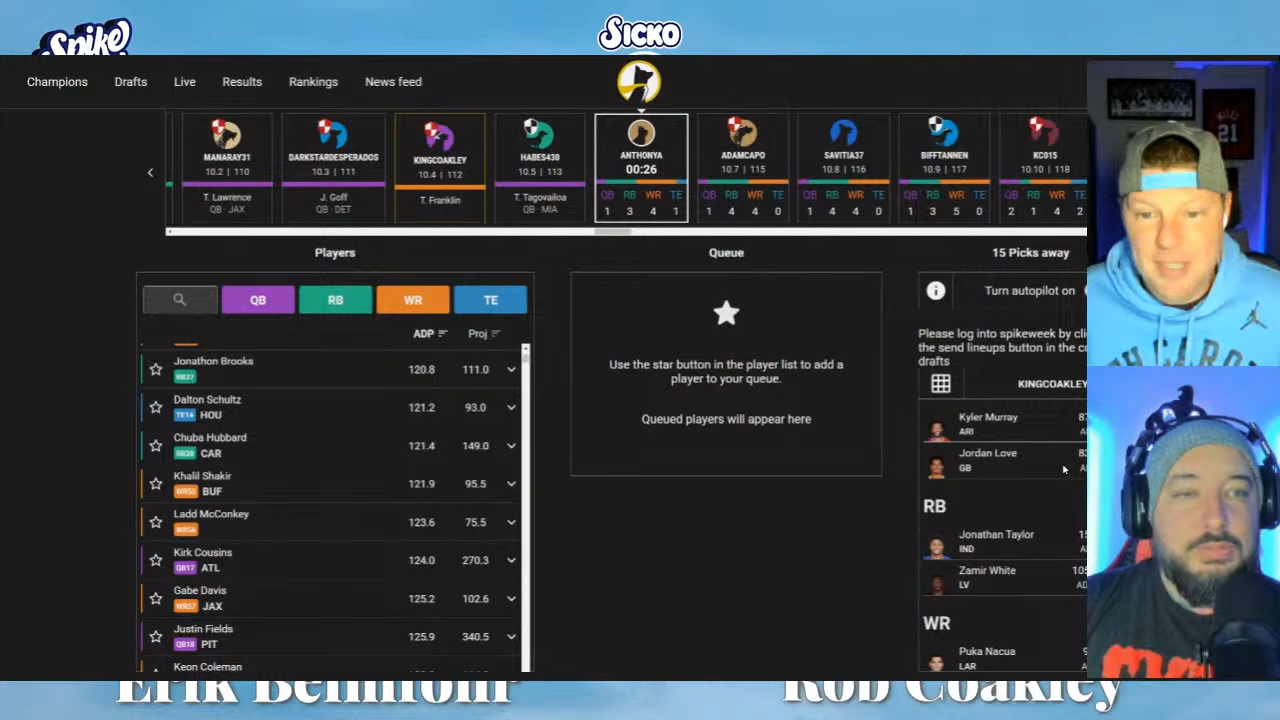 Spike
SICKO
Champions Drafts Live Results Rankings News feed
MANARAY31
10.2 | 110
T. Lawrence
QB - JAX
DARKSTARDESPERADOS
10.3 | 111
J. Goff
QB - DET
KINGCOAKLEY
10.4 | 112
T. Franklin
HABES430
10.5 | 113
T. Tagovailoa
QB - MIA
ANTHONYA
00:26
QB RB WR TE
1 3 4 1
ADAMCAPO
10.7 | 115
QB RB WR TE
1 4 4 0
SAVITIA37
10.8 | 116
QB RB WR TE
1 4 4 0
BIFFTANNEN
10.9 | 117
QB RB WR TE
1 3 5 0
KC015
10.10 | 118
QB RB WR TE
2 1 4 2
Players
QB RB WR TE
ADP Proj
Jonathon Brooks
RB37
120.8 111.0
Dalton Schultz
TE14 HOU
121.2 93.0
Chuba Hubbard
RB38 CAR
121.4 149.0
Khalil Shakir
WR55 BUF
121.9 95.5
Ladd McConkey
WR56
123.6 75.5
Kirk Cousins
QB17 ATL
124.0 270.3
Gabe Davis
WR57 JAX
125.2 102.6
Justin Fields
QB18 PIT
125.9 340.5
Keon Coleman
Queue
Use the star button in the player list to add a
player to your queue.
Queued players will appear here
15 Picks away
Turn autopilot on
Please log into spikeweek by cli
the send lineups button in the co
drafts
KINGCOAKLEY
Kyler Murray
ARI
Jordan Love
GB
RB
Jonathan Taylor
IND
Zamir White
LV
WR
Puka Nacua
LAR
21
Rob Coakley